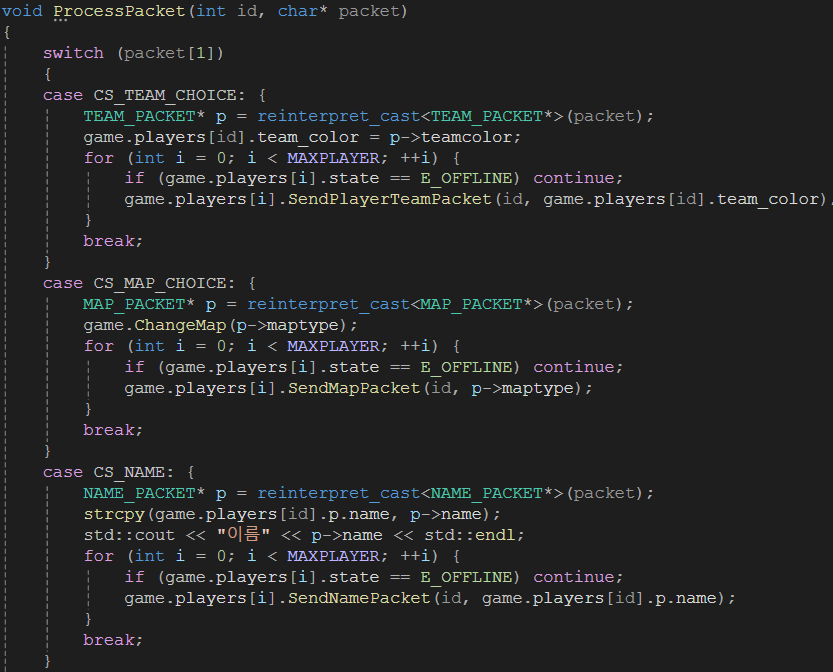 void ProcessPacket(int id, char* packet)
{
    switch (packet[1])
    {
    case CS_TEAM_CHOICE: {
        TEAM_PACKET* p = reinterpret_cast<TEAM_PACKET*>(packet);
        game.players[id].team_color = p->teamcolor;
        for (int i = 0; i < MAXPLAYER; ++i) {
            if (game.players[i].state == E_OFFLINE) continue;
            game.players[i].SendPlayerTeamPacket(id, game.players[id].team_color)
        }
        break;
    }
    case CS_MAP_CHOICE: {
        MAP_PACKET* p = reinterpret_cast<MAP_PACKET*>(packet);
        game.ChangeMap(p->maptype);
        for (int i = 0; i < MAXPLAYER; ++i) {
            if (game.players[i].state == E_OFFLINE) continue;
            game.players[i].SendMapPacket(id, p->maptype);
        }
        break;
    }
    case CS_NAME: {
        NAME_PACKET* p = reinterpret_cast<NAME_PACKET*>(packet);
        strcpy(game.players[id].p.name, p->name);
        std::cout << "이름" << p->name << std::endl;
        for (int i = 0; i < MAXPLAYER; ++i) {
            if (game.players[i].state == E_OFFLINE) continue;
            game.players[i].SendNamePacket(id, game.players[id].p.name);
        }
        break;
    }